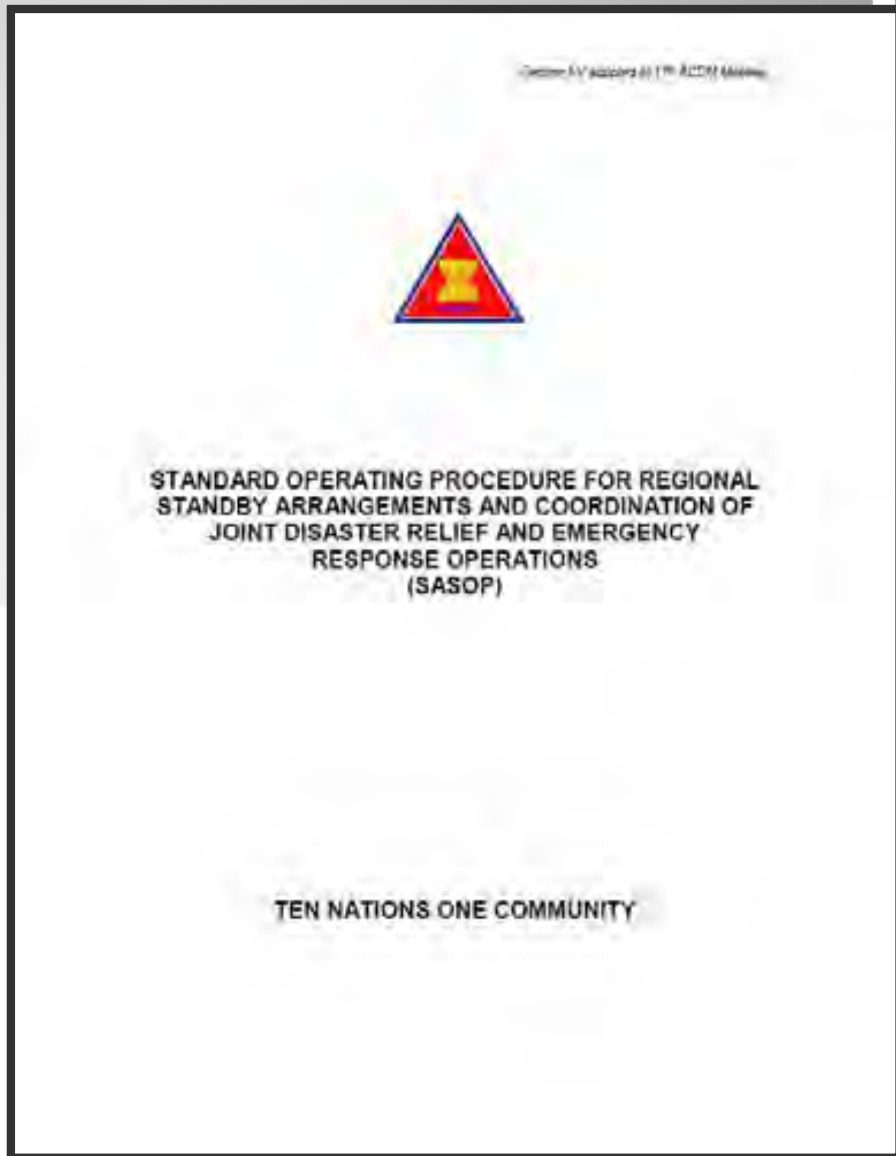 STANDARD OPERATING PROCEDURE FOR REGIONAL
STANDBY ARRANGEMENTS AND COORDINATION OF
JOINT DISASTER RELIEF AND EMERGENCY
RESPONSE OPERATIONS
(SASOP)
TEN NATIONS ONE COMMUNITY